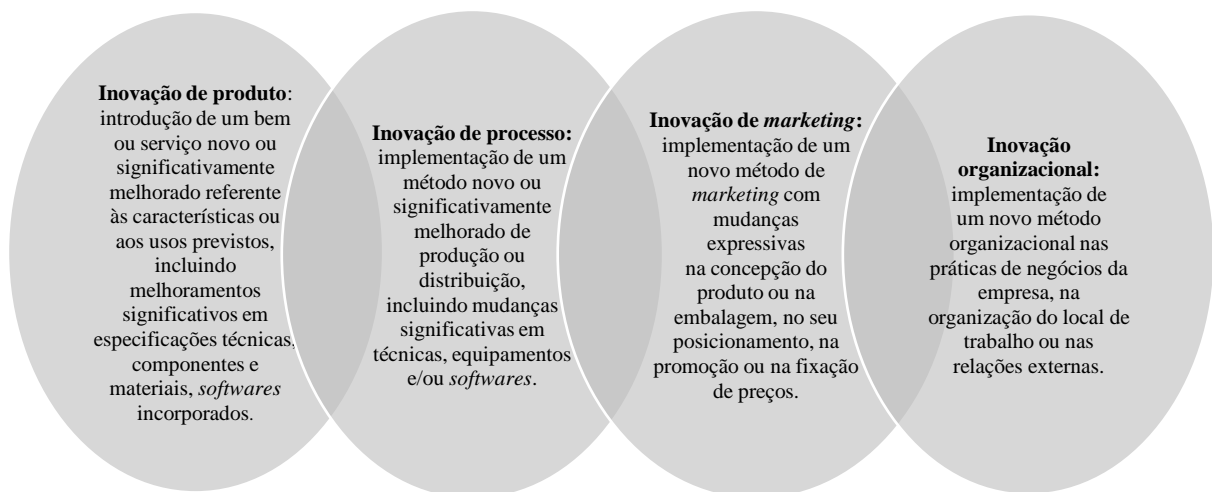 Inovação de produto:
introdução de um bem
ou serviço novo ou
significativamente
melhorado referente
às características ou
aos usos previstos,
incluindo
melhoramentos
significativos em
especificações técnicas,
componentes e
materiais, softwares
incorporados.
Inovação de processo:
implementação de um
método novo ou
significativamente
melhorado de
produção ou
distribuição,
incluindo mudanças
significativas em
técnicas, equipamentos
e/ou softwares.
Inovação de marketing:
implementação de um
novo método de
marketing com
mudanças
expressivas
na concepção do
produto ou na
embalagem, no seu
posicionamento, na
promoção ou na fixação
de preços.
Inovação
organizacional:
implementação de
um novo método
organizacional nas
práticas de negócios da
empresa, na
organização do local de
trabalho ou nas
relações externas.